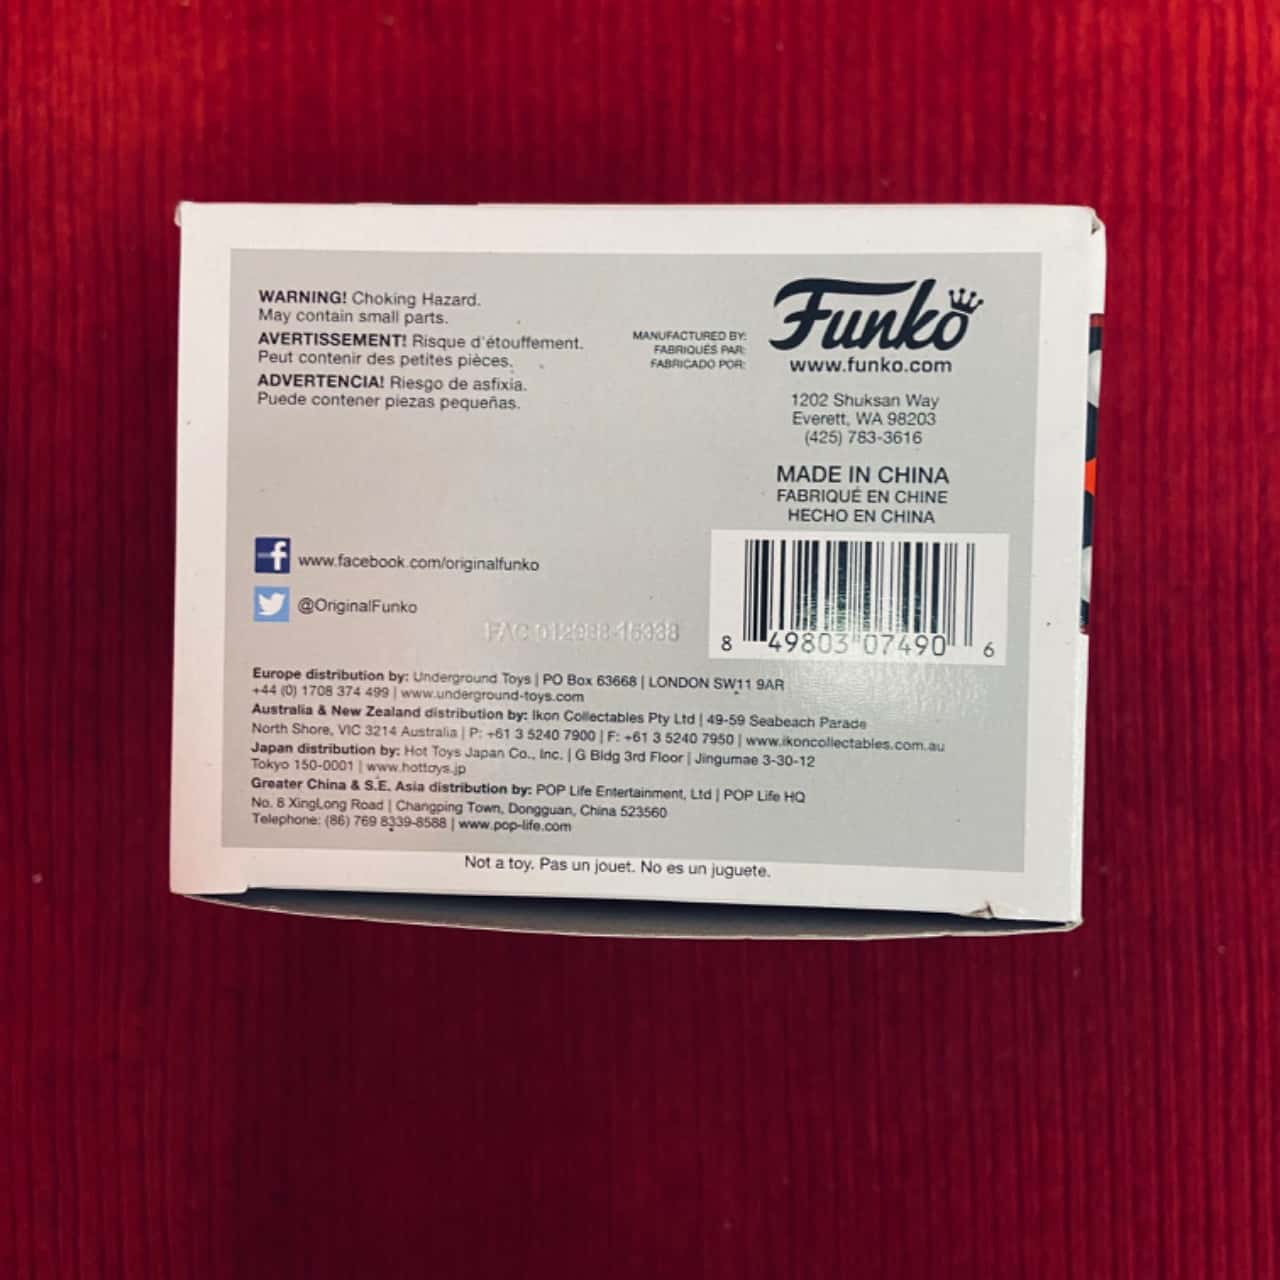 WARNING! Choking Hazard.
May contain small parts.
AVERTISSEMENT! Risque d'étouffement.
Peut contenir des petites pièces.
ADVERTENCIA! Riesgo de asfixia.
Puede contener piezas pequeñas.
MANUFACTURED BY:
FABRIQUÉS PAR:
FABRICADO POR:
Funko
www.funko.com
1202 Shuksan Way
Everett, WA 98203
(425) 783-3616
MADE IN CHINA
FABRIQUÉ EN CHINE
HECHO EN CHINA
www.facebook.com/originalfunko
@OriginalFunko
FAC
8 49803 07490 6
Europe distribution by: Underground Toys | PO Box 63668 | LONDON SW11 9AR
+44 (0) 1708 374 499 | www.underground-toys.com
Australia & New Zealand distribution by: Ikon Collectables Pty Ltd | 49-59 Seabeach Parade
North Shore, VIC 3214 Australia | P: +61 3 5240 7900 | F: +61 3 5240 7950 | www.ikoncollectables.com.au
Japan distribution by: Hot Toys Japan Co., Inc. | G Bldg 3rd Floor | Jingumae 3-30-12
Tokyo 150-0001 | www.hottoys.jp
Greater China & S.E. Asia distribution by: POP Life Entertainment, Ltd | POP Life HQ
No. 8 XingLong Road | Changping Town, Dongguan, China 523560
Telephone: (86) 769 8339-8588 | www.pop-life.com
Not a toy. Pas un jouet. No es un juguete.